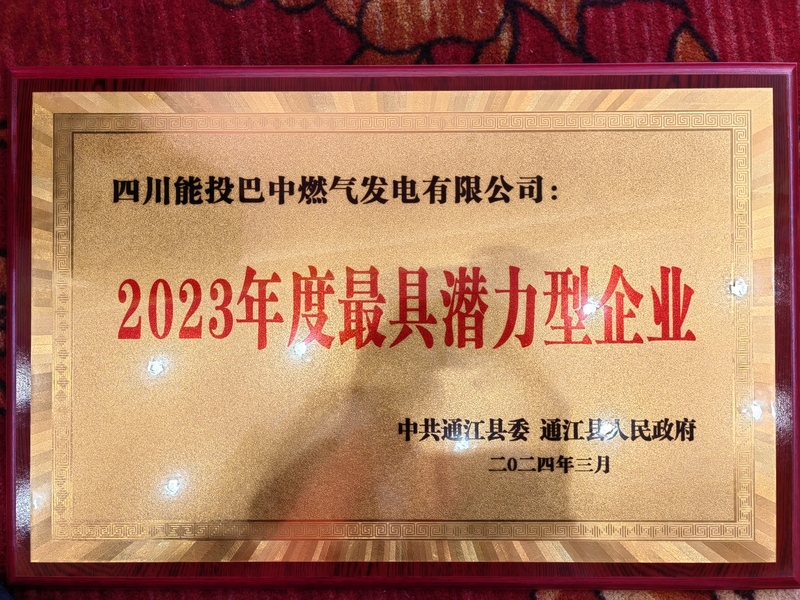 四川能投巴中燃气发电有限公司：
2023年度最具潜力型企业
中共通江县委 通江县人民政府
二0二四年三月